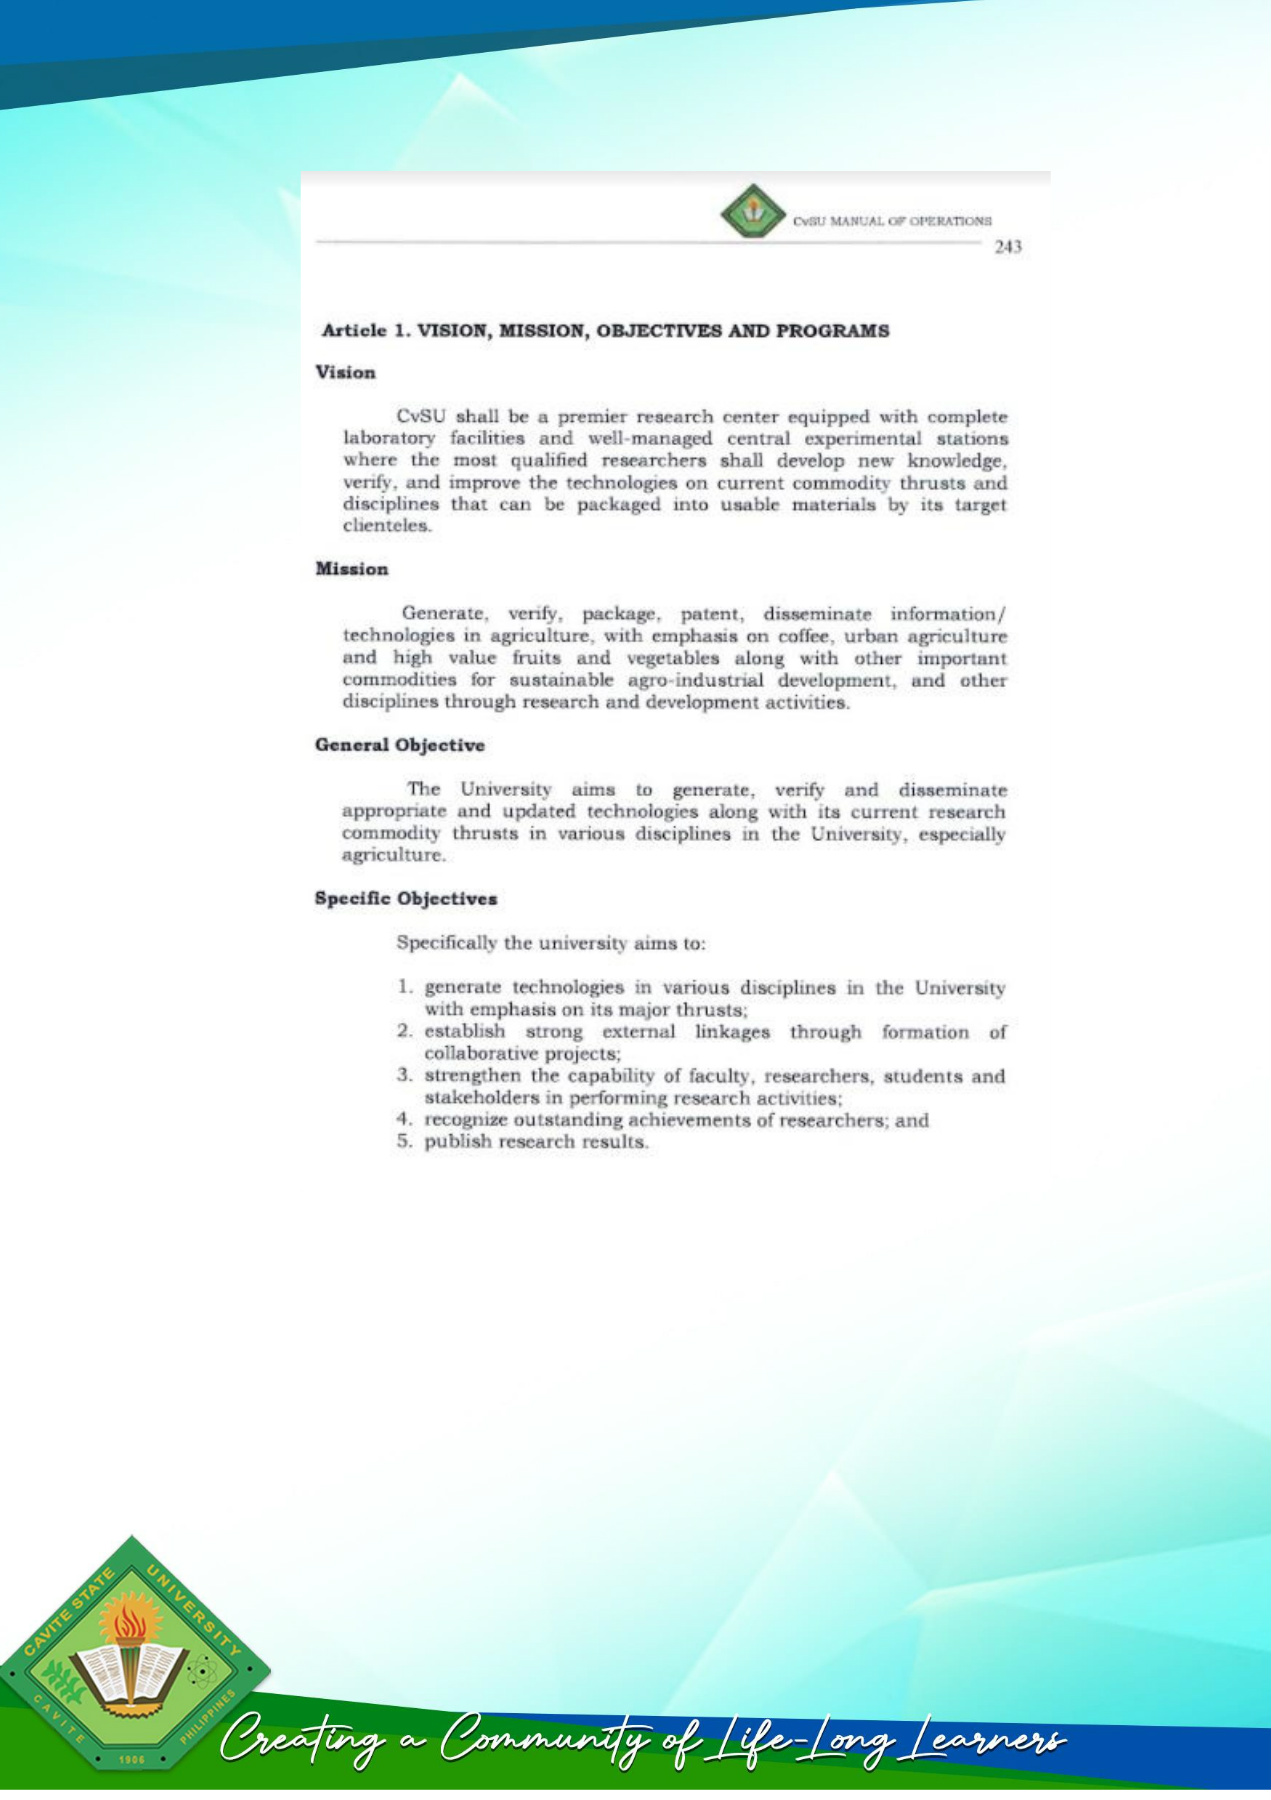 CvSU MANUAL OF OPERATIONS
243
Article 1. VISION, MISSION, OBJECTIVES AND PROGRAMS
Vision
CvSU shall be a premier research center equipped with complete
laboratory facilities and well-managed central experimental stations
where the most qualified researchers shall develop new knowledge,
verify, and improve the technologies on current commodity thrusts and
disciplines that can be packaged into usable materials by its target
clienteles.
Mission
Generate, verify, package, patent, disseminate information/
technologies in agriculture, with emphasis on coffee, urban agriculture
and high value fruits and vegetables along with other important
commodities for sustainable agro-industrial development, and other
disciplines through research and development activities.
General Objective
The University aims to generate, verify and disseminate
appropriate and updated technologies along with its current research
commodity thrusts in various disciplines in the University, especially
agriculture.
Specific Objectives
Specifically the university aims to:
1. generate technologies in various disciplines in the University
with emphasis on its major thrusts;
2. establish strong external linkages through formation of
collaborative projects;
3. strengthen the capability of faculty, researchers, students and
stakeholders in performing research activities;
4. recognize outstanding achievements of researchers; and
5. publish research results.
CAVITE STATE UNIVERSITY
CAVITE 1906 PHILIPPINES
Creating a Community of Life-Long Learners